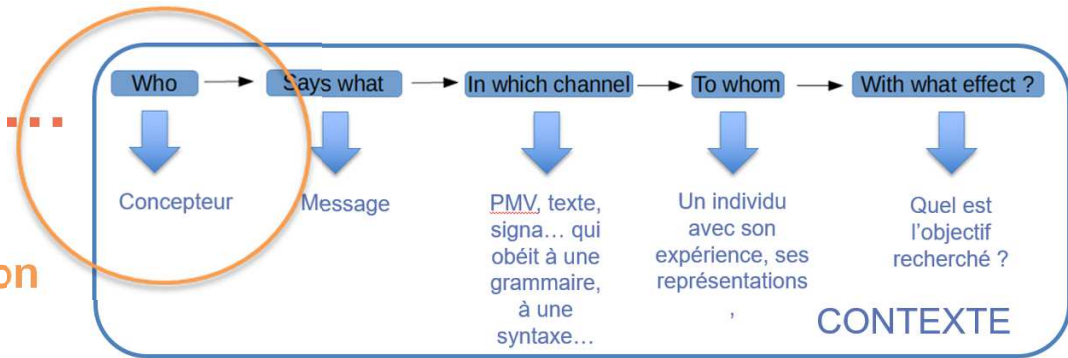 Who
Says what
In which channel
To whom
With what effect ?
...
Concepteur
Message
PMV, texte,
signa… qui
obéit à une
grammaire,
à une
syntaxe…
Un individu
avec son
expérience, ses
représentations
,
Quel est
l’objectif
recherché ?
on
CONTEXTE